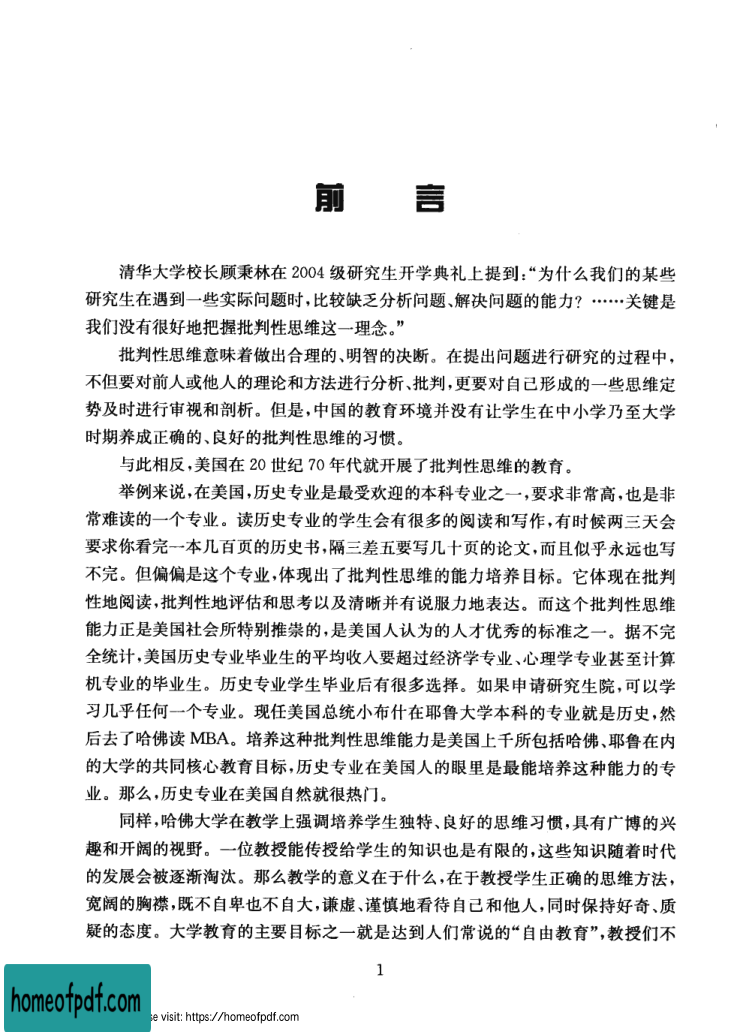 前 言
清华大学校长顾秉林在 2004 级研究生开学典礼上提到:“为什么我们的某些
研究生在遇到一些实际问题时,比较缺乏分析问题、解决问题的能力? ……关键是
我们没有很好地把握批判性思维这一理念。”
批判性思维意味着做出合理的、明智的决断。在提出问题进行研究的过程中,
不但要对前人或他人的理论和方法进行分析、批判,更要对自己形成的一些思维定
势及时进行审视和剖析。但是,中国的教育环境并没有让学生在中小学乃至大学
时期养成正确的、良好的批判性思维的习惯。
与此相反,美国在 20 世纪 70 年代就开展了批判性思维的教育。
举例来说,在美国,历史专业是最受欢迎的本科专业之一,要求非常高,也是非
常难读的一个专业。读历史专业的学生会有很多的阅读和写作,有时候两三天会
要求你看完一本几百页的历史书,隔三差五要写几十页的论文,而且似乎永远也写
不完。但偏偏是这个专业,体现出了批判性思维的能力培养目标。它体现在批判
性地阅读,批判性地评估和思考以及清晰并有说服力地表达。而这个批判性思维
能力正是美国社会所特别推崇的,是美国人认为的人才优秀的标准之一。据不完
全统计,美国历史专业毕业生的平均收入要超过经济学专业、心理学专业甚至计算
机专业的毕业生。历史专业学生毕业后有很多选择。如果申请研究生院,可以学
习几乎任何一个专业。现任美国总统小布什在耶鲁大学本科的专业就是历史,然
后去了哈佛读 MBA。培养这种批判性思维能力是美国上千所包括哈佛、耶鲁在内
的大学的共同核心教育目标,历史专业在美国人的眼里是最能培养这种能力的专
业。那么,历史专业在美国自然就很热门。
同样,哈佛大学在教学上强调培养学生独特、良好的思维习惯,具有广博的兴
趣和开阔的视野。一位教授能传授给学生的知识也是有限的,这些知识随着时代
的发展会被逐渐淘汰。那么教学的意义在于什么,在于教授学生正确的思维方法,
宽阔的胸襟,既不自卑也不自大,谦虚、谨慎地看待自己和他人,同时保持好奇、质
疑的态度。大学教育的主要目标之一就是达到人们常说的“自由教育”,教授们不
1
homeofpdf.com
se visit: https://homeofpdf.com